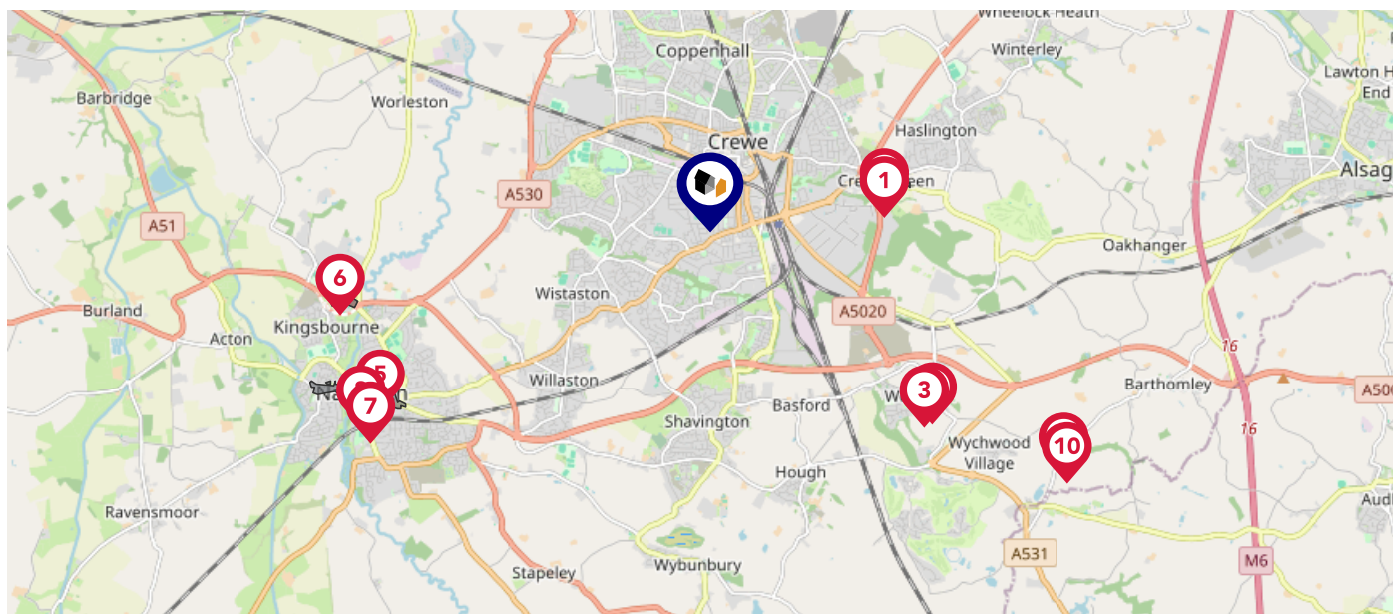 Wheelock Heath
Coppenhall
Winterley
Lawton H
End
Barbridge
Worleston
Haslington
Crewe
1
Alsag
A530
A51
Oakhanger
6
Wistaston
Burland
A5020
Kingsbourne
Acton
16
5
Willaston
3
Barthomley
A500
7
Basford
Shavington
16
10
Wychwood
Village
Hough
Ravensmoor
Audl
A531
M6
Wybunbury
Stapeley